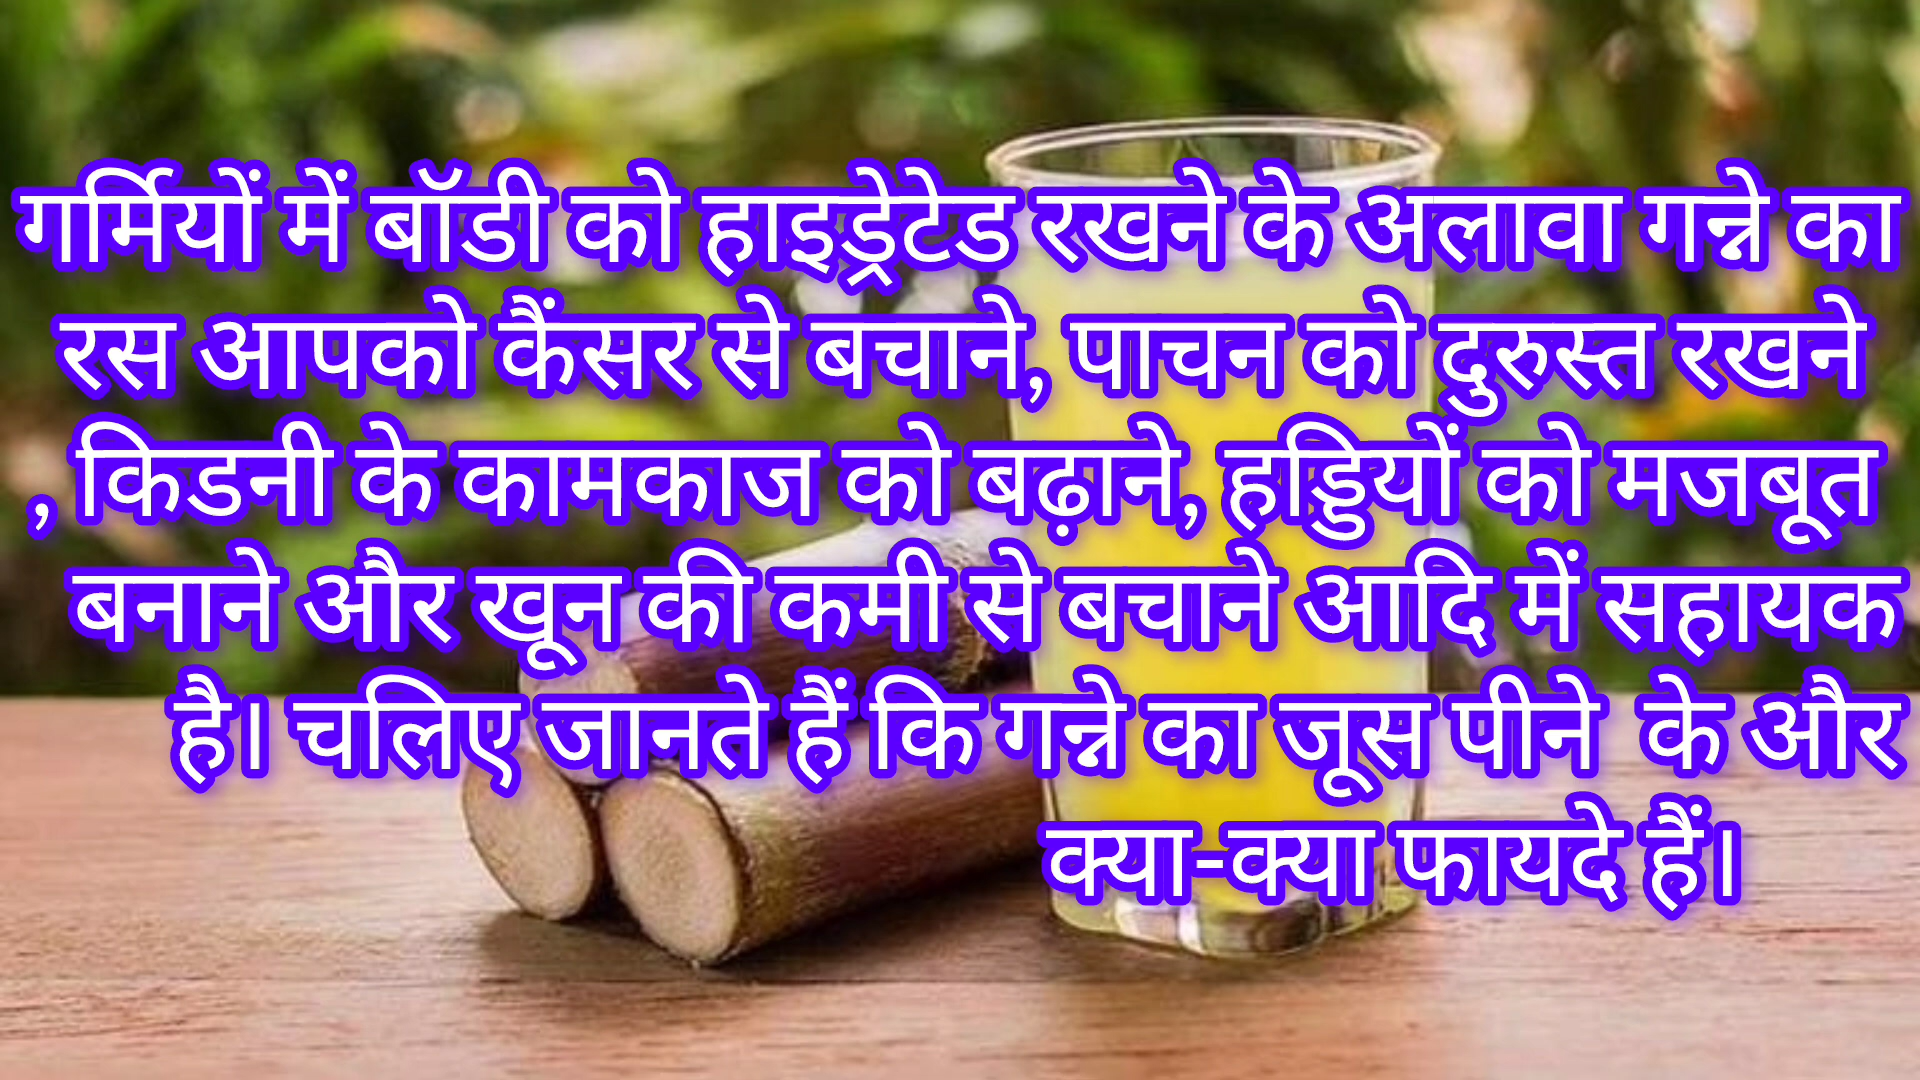 गर्मियों में बॉडी को हाइड्रेटेड रखने के अलावा गन्ने का
रस आपको कैंसर से बचाने, पाचन को दुरुस्त रखने
, किडनी के कामकाज को बढ़ाने, हड्डियों को मजबूत
बनाने और खून की कमी से बचाने आदि में सहायक
है। चलिए जानते हैं कि गन्ने का जूस पीने के और
क्या-क्या फायदे हैं।